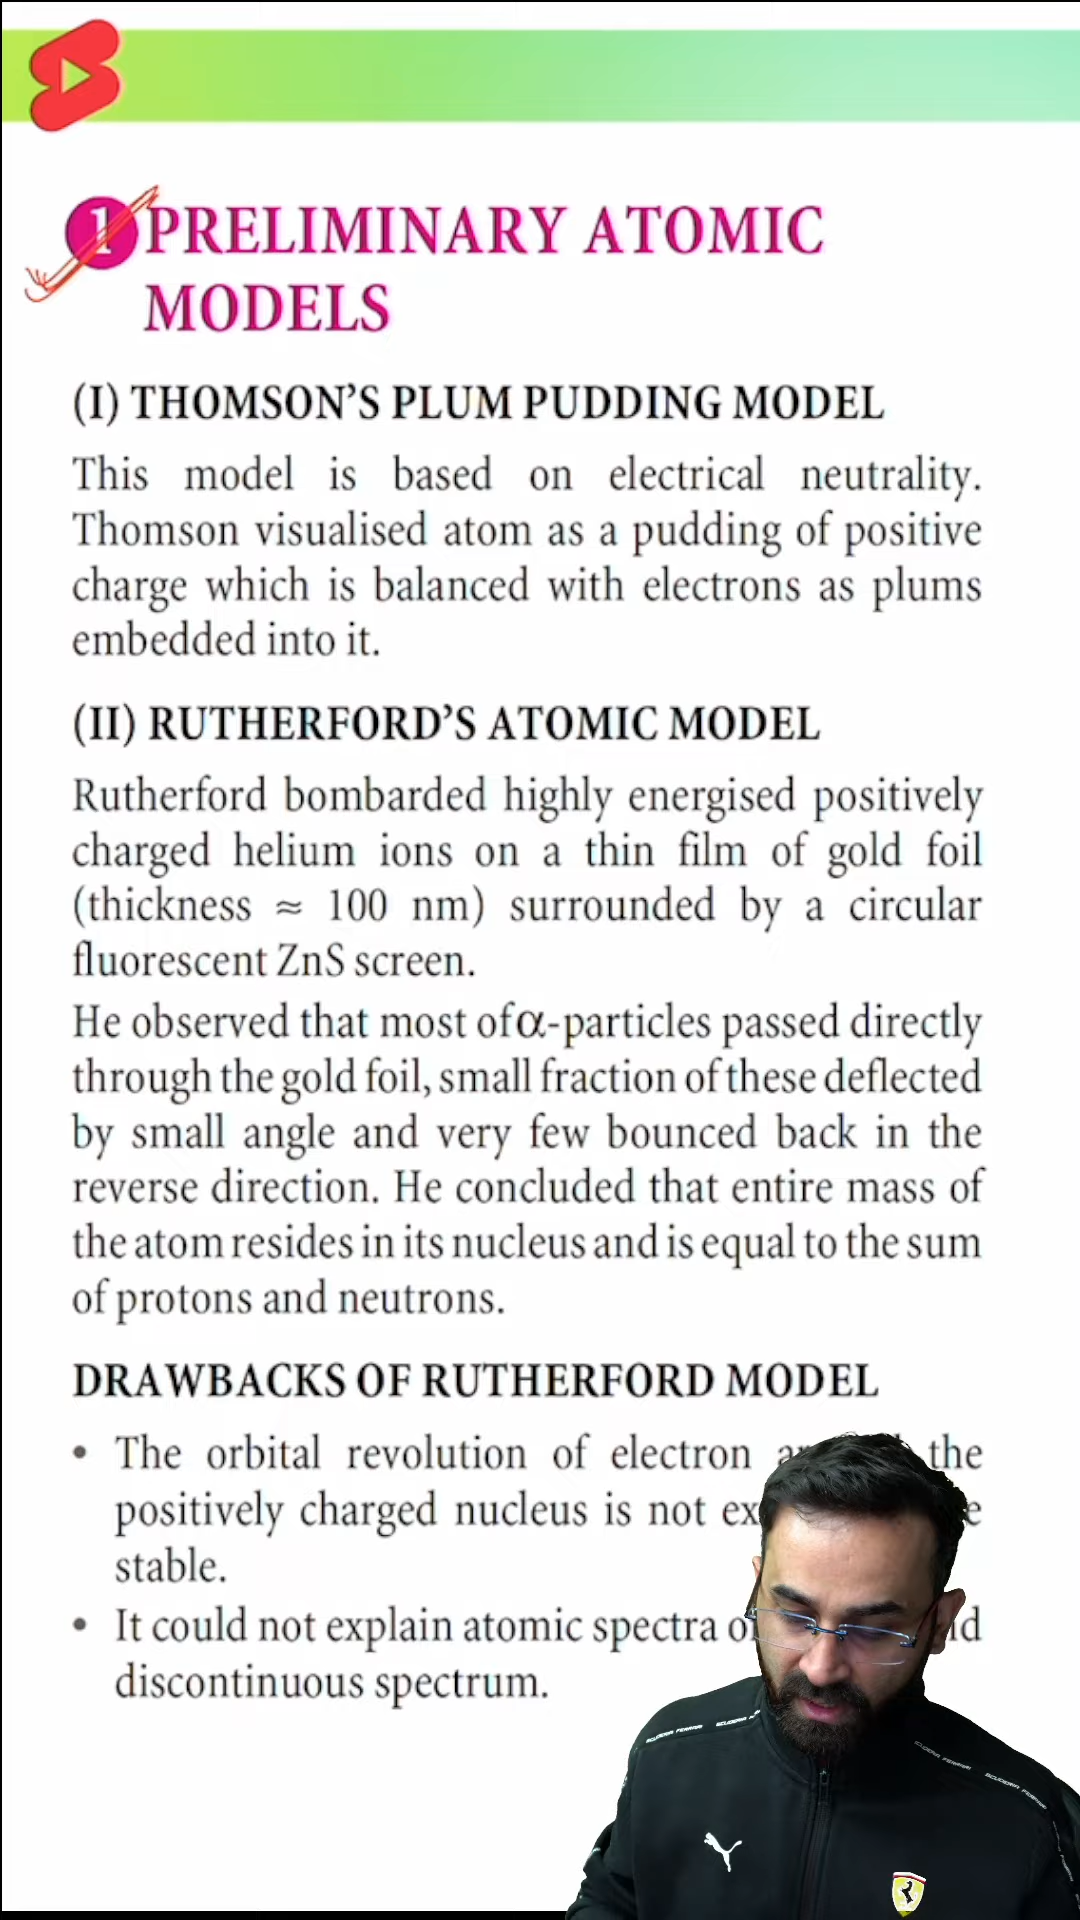 1 PRELIMINARY ATOMIC
MODELS
(I) THOMSON'S PLUM PUDDING MODEL
This model is based on electrical neutrality.
Thomson visualised atom as a pudding of positive
charge which is balanced with electrons as plums
embedded into it.
(II) RUTHERFORD'S ATOMIC MODEL
Rutherford bombarded highly energised positively
charged helium ions on a thin film of gold foil
(thickness ≈ 100 nm) surrounded by a circular
fluorescent ZnS screen.
He observed that most of α-particles passed directly
through the gold foil, small fraction of these deflected
by small angle and very few bounced back in the
reverse direction. He concluded that entire mass of
the atom resides in its nucleus and is equal to the sum
of protons and neutrons.
DRAWBACKS OF RUTHERFORD MODEL
• The orbital revolution of electron the
positively charged nucleus is not
stable.
• It could not explain atomic spectra
discontinuous spectrum.
SCUDERIA FERRARI
SCUDERIA FERRARI
SCUDERIA FERRARI